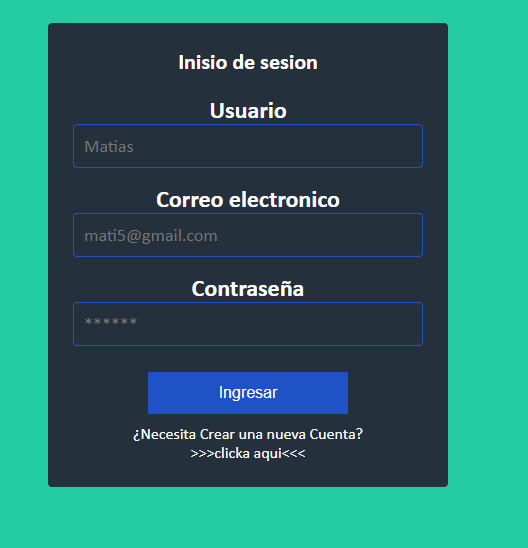 Inisio de sesion
Usuario
Matias
Correo electronico
mati5@gmail.com
Contraseña
******
Ingresar
¿Necesita Crear una nueva Cuenta?
>>>clicka aqui<<<